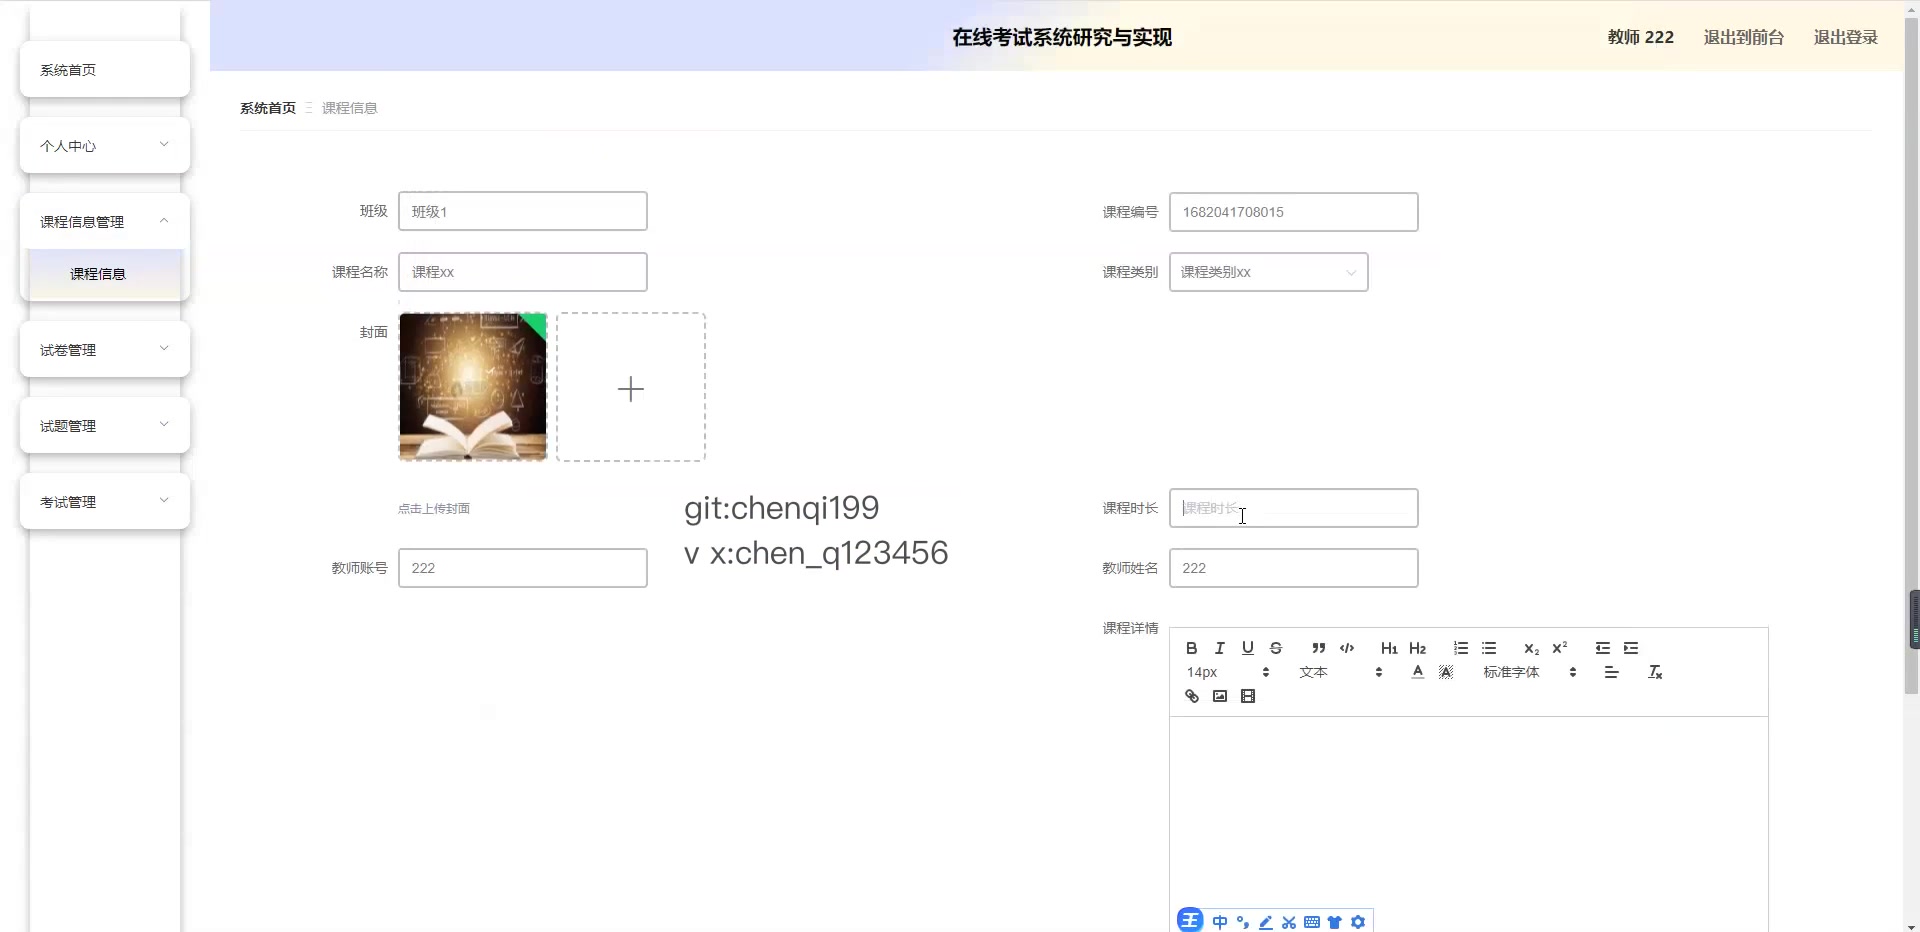 在线考试系统研究与实现
教师 222
退出到前台
退出登录
系统首页
个人中心
课程信息管理
课程信息
试卷管理
试题管理
考试管理
系统首页
课程信息
班级
班级1
课程编号
1682041708015
课程名称
课程xx
课程类别
课程类别xx
封面
点击上传封面
git:chenqi199
v x:chen_q123456
课程时长
课程时长
教师账号
222
教师姓名
222
课程详情
B I U S H1 H2 x2 x2
14px
文本
A A
标准字体
Tx
王 中